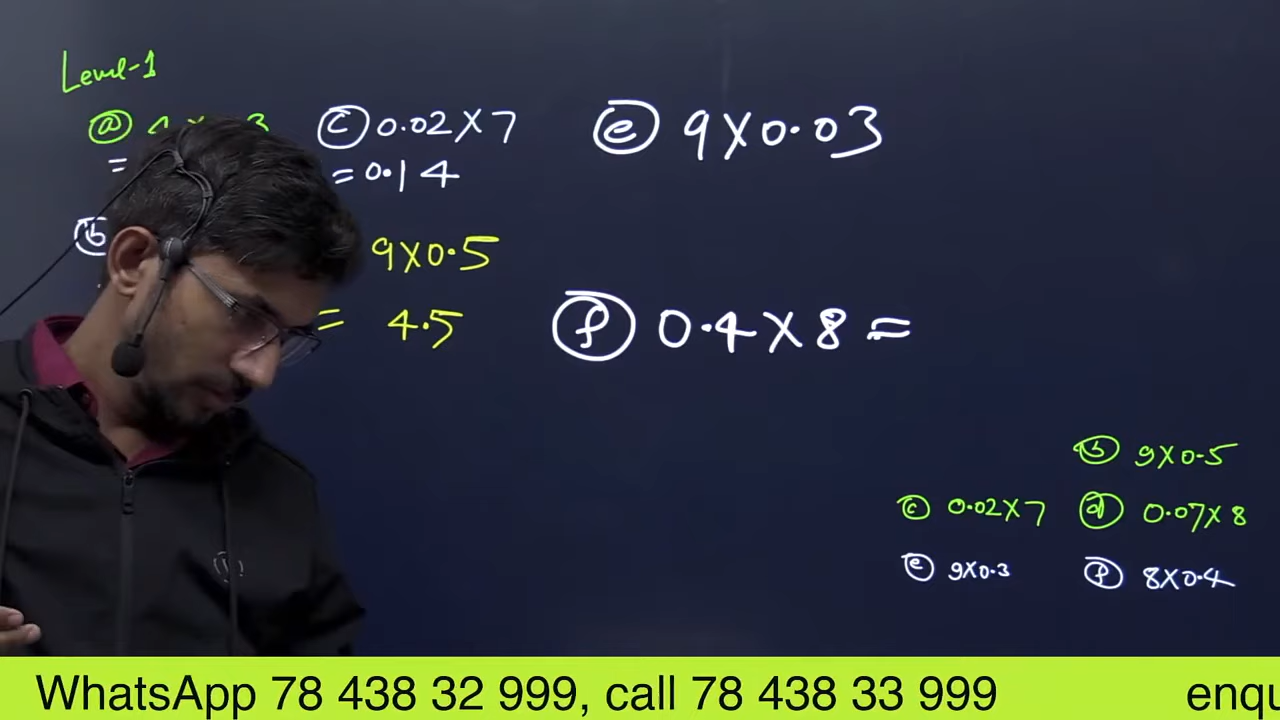 Level-1
ⓐ
ⓒ 0.02×7
= 0.14
ⓔ 9×0.03
ⓑ
9×0.5
= 4.5
ⓕ 0.4×8=
ⓑ 9×0.5
ⓒ 0.02×7 ⓓ 0.07×8
ⓔ 9×0.3 ⓕ 8×0.4
WhatsApp 78 438 32 999, call 78 438 33 999